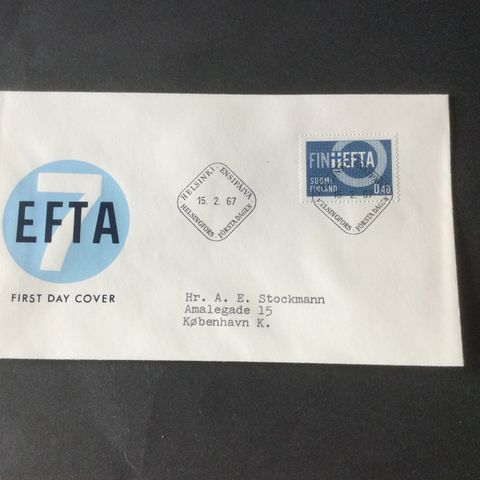 7
EFTA
FIRST DAY COVER
HELSINKI · ENSIPÄIVÄ
15. 2. 67
HELSINGFORS · FÖRSTA DAGEN
FINEFTA
SUOMI
FINLAND
0,40
HELSINGFORS · FÖRSTA DAGEN
Hr. A. E. Stockmann
Amalegade 15
København K.